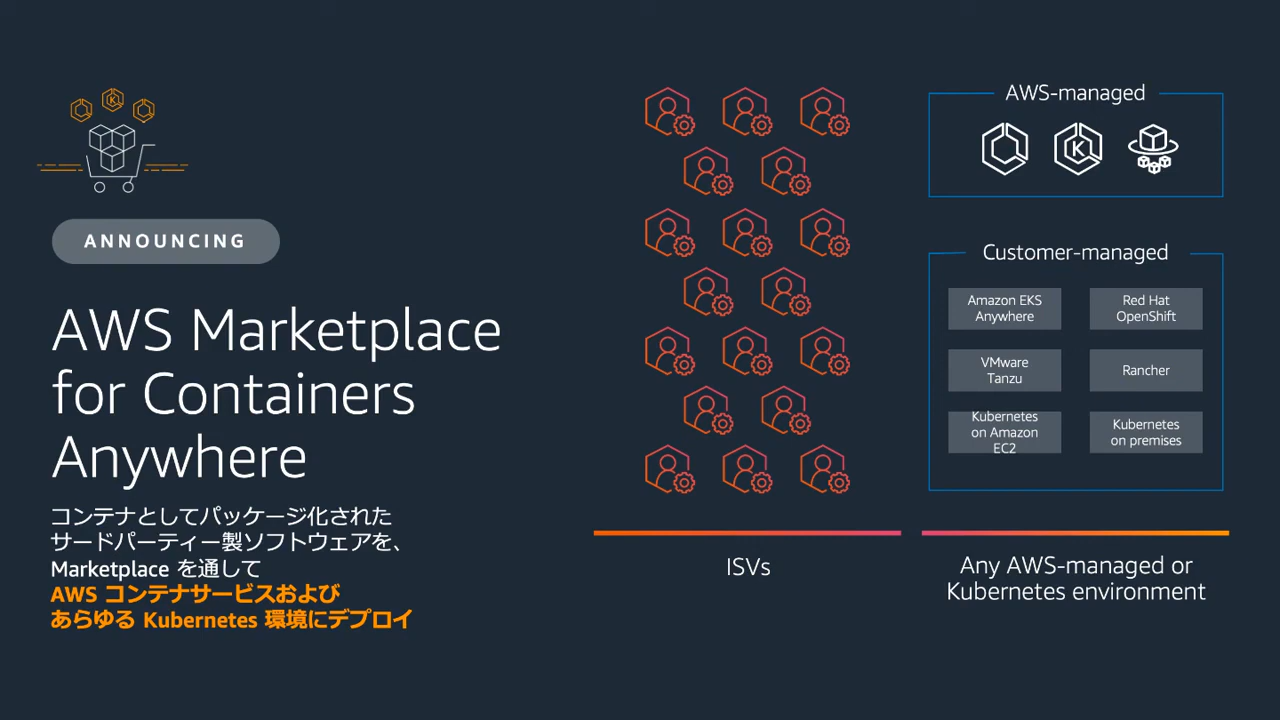 ANNOUNCING
AWS Marketplace
for Containers
Anywhere
コンテナとしてパッケージ化された
サードパーティー製ソフトウェアを、
Marketplace を通して
AWS コンテナサービスおよび
あらゆる Kubernetes 環境にデプロイ
ISVs
AWS-managed
K
Customer-managed
Amazon EKS
Anywhere
Red Hat
OpenShift
VMware
Tanzu
Rancher
Kubernetes
on Amazon
EC2
Kubernetes
on premises
Any AWS-managed or
Kubernetes environment